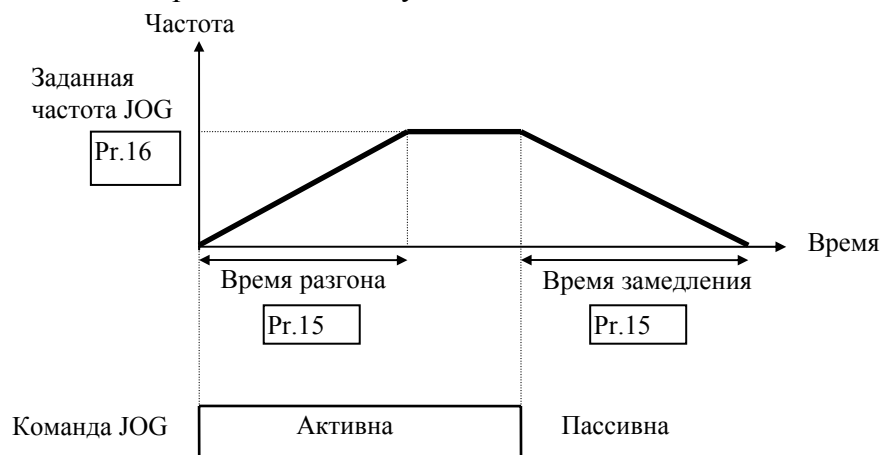 Частота
Заданная
частота JOG
Pr.16
Время
Время разгона
Время замедления
Pr.15
Pr.15
Команда JOG
Активна
Пассивна